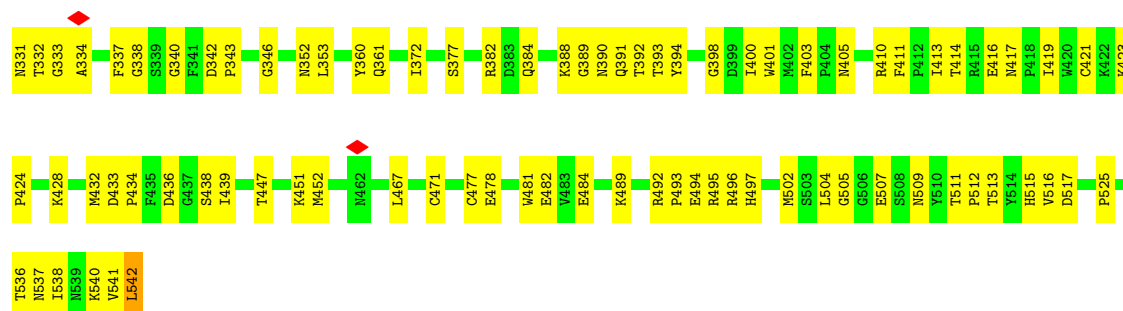 N331 T332 G333 A334 F337 G338 S339 G340 F341 D342 P343 G346 N352 L353 Y360 Q361 I372 S377 R382 D383 Q384 K388 G389 N390 Q391 T392 T393 Y394 G398 D399 I400 W401 M402 F403 P404 N405 R410 F411 P412 I413 T414 R415 E416 N417 P418 I419 W420 C421 K422 K423
P424 K428 M432 D433 P434 F435 D436 G437 S438 I439 T447 K451 M452 N462 L467 C471 C477 E478 W481 E482 V483 E484 K489 R492 P493 E494 R495 R496 H497 M502 S503 L504 G505 G506 E507 S508 N509 Y510 T511 P512 T513 Y514 H515 V516 D517 P525
T536 N537 I538 N539 K540 V541 L542